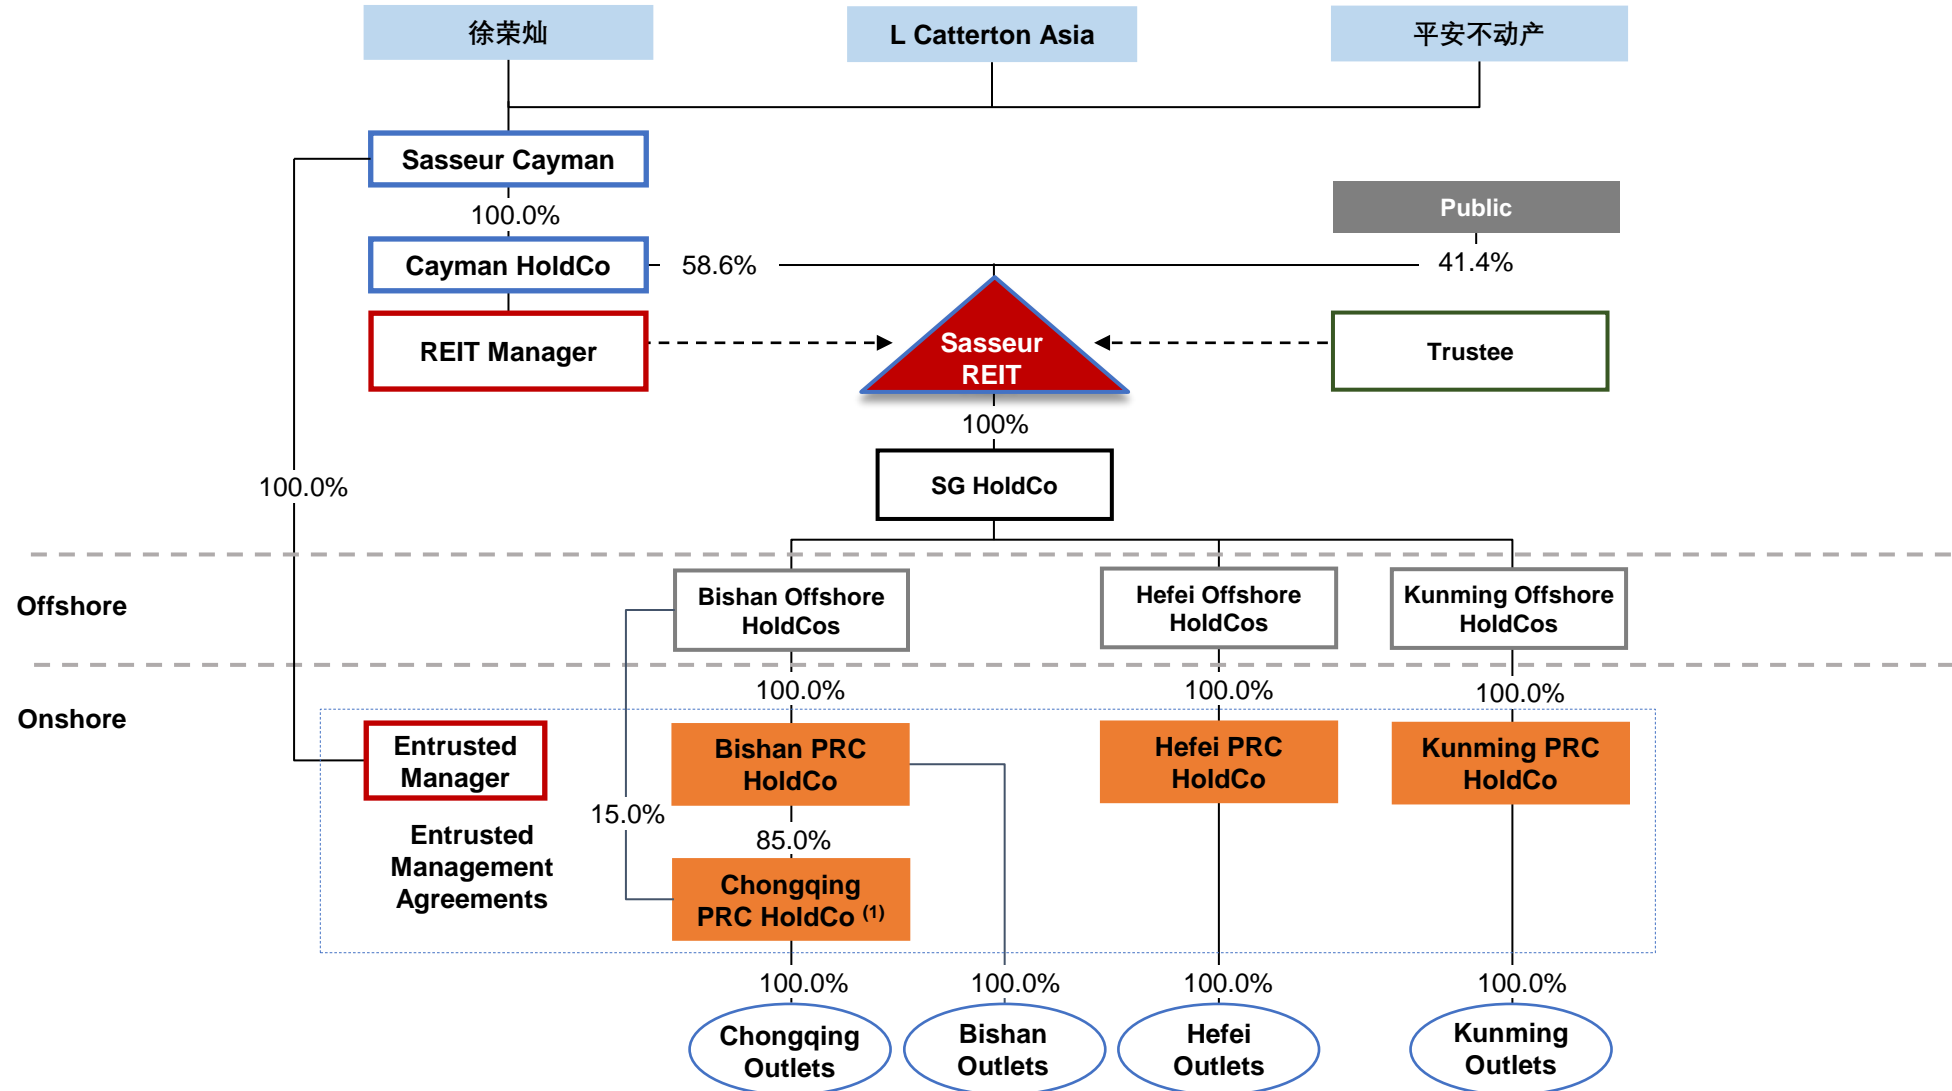 徐荣灿
L Catterton Asia
平安不动产
Sasseur Cayman
100.0%
Public
Cayman HoldCo
58.6%
41.4%
REIT Manager
Sasseur
REIT
Trustee
100%
SG HoldCo
100.0%
Offshore
Bishan Offshore
HoldCos
Hefei Offshore
HoldCos
Kunming Offshore
HoldCos
Onshore
100.0%
100.0%
100.0%
Entrusted
Manager
Bishan PRC
HoldCo
Hefei PRC
HoldCo
Kunming PRC
HoldCo
15.0%
85.0%
Entrusted
Management
Agreements
Chongqing
PRC HoldCo (1)
100.0%
100.0%
100.0%
100.0%
Chongqing
Outlets
Bishan
Outlets
Hefei
Outlets
Kunming
Outlets